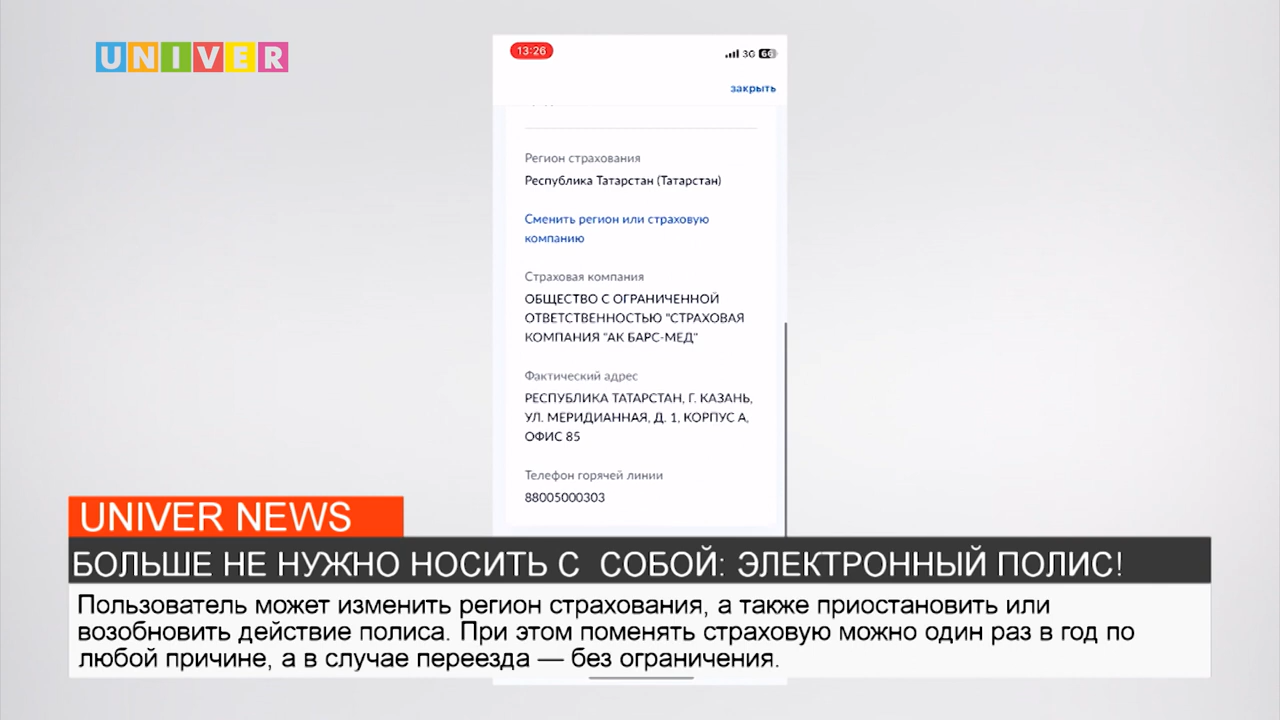 UNIVER
13:26
3G 66
закрыть
Регион страхования
Республика Татарстан (Татарстан)
Сменить регион или страховую
компанию
Страховая компания
ОБЩЕСТВО С ОГРАНИЧЕННОЙ
ОТВЕТСТВЕННОСТЬЮ "СТРАХОВАЯ
КОМПАНИЯ "АК БАРС-МЕД"
Фактический адрес
РЕСПУБЛИКА ТАТАРСТАН, Г. КАЗАНЬ,
УЛ. МЕРИДИАННАЯ, Д. 1, КОРПУС А,
ОФИС 85
Телефон горячей линии
88005000303
UNIVER NEWS
БОЛЬШЕ НЕ НУЖНО НОСИТЬ С  СОБОЙ: ЭЛЕКТРОННЫЙ ПОЛИС!
Пользователь может изменить регион страхования, а также приостановить или
возобновить действие полиса. При этом поменять страховую можно один раз в год по
любой причине, а в случае переезда — без ограничения.